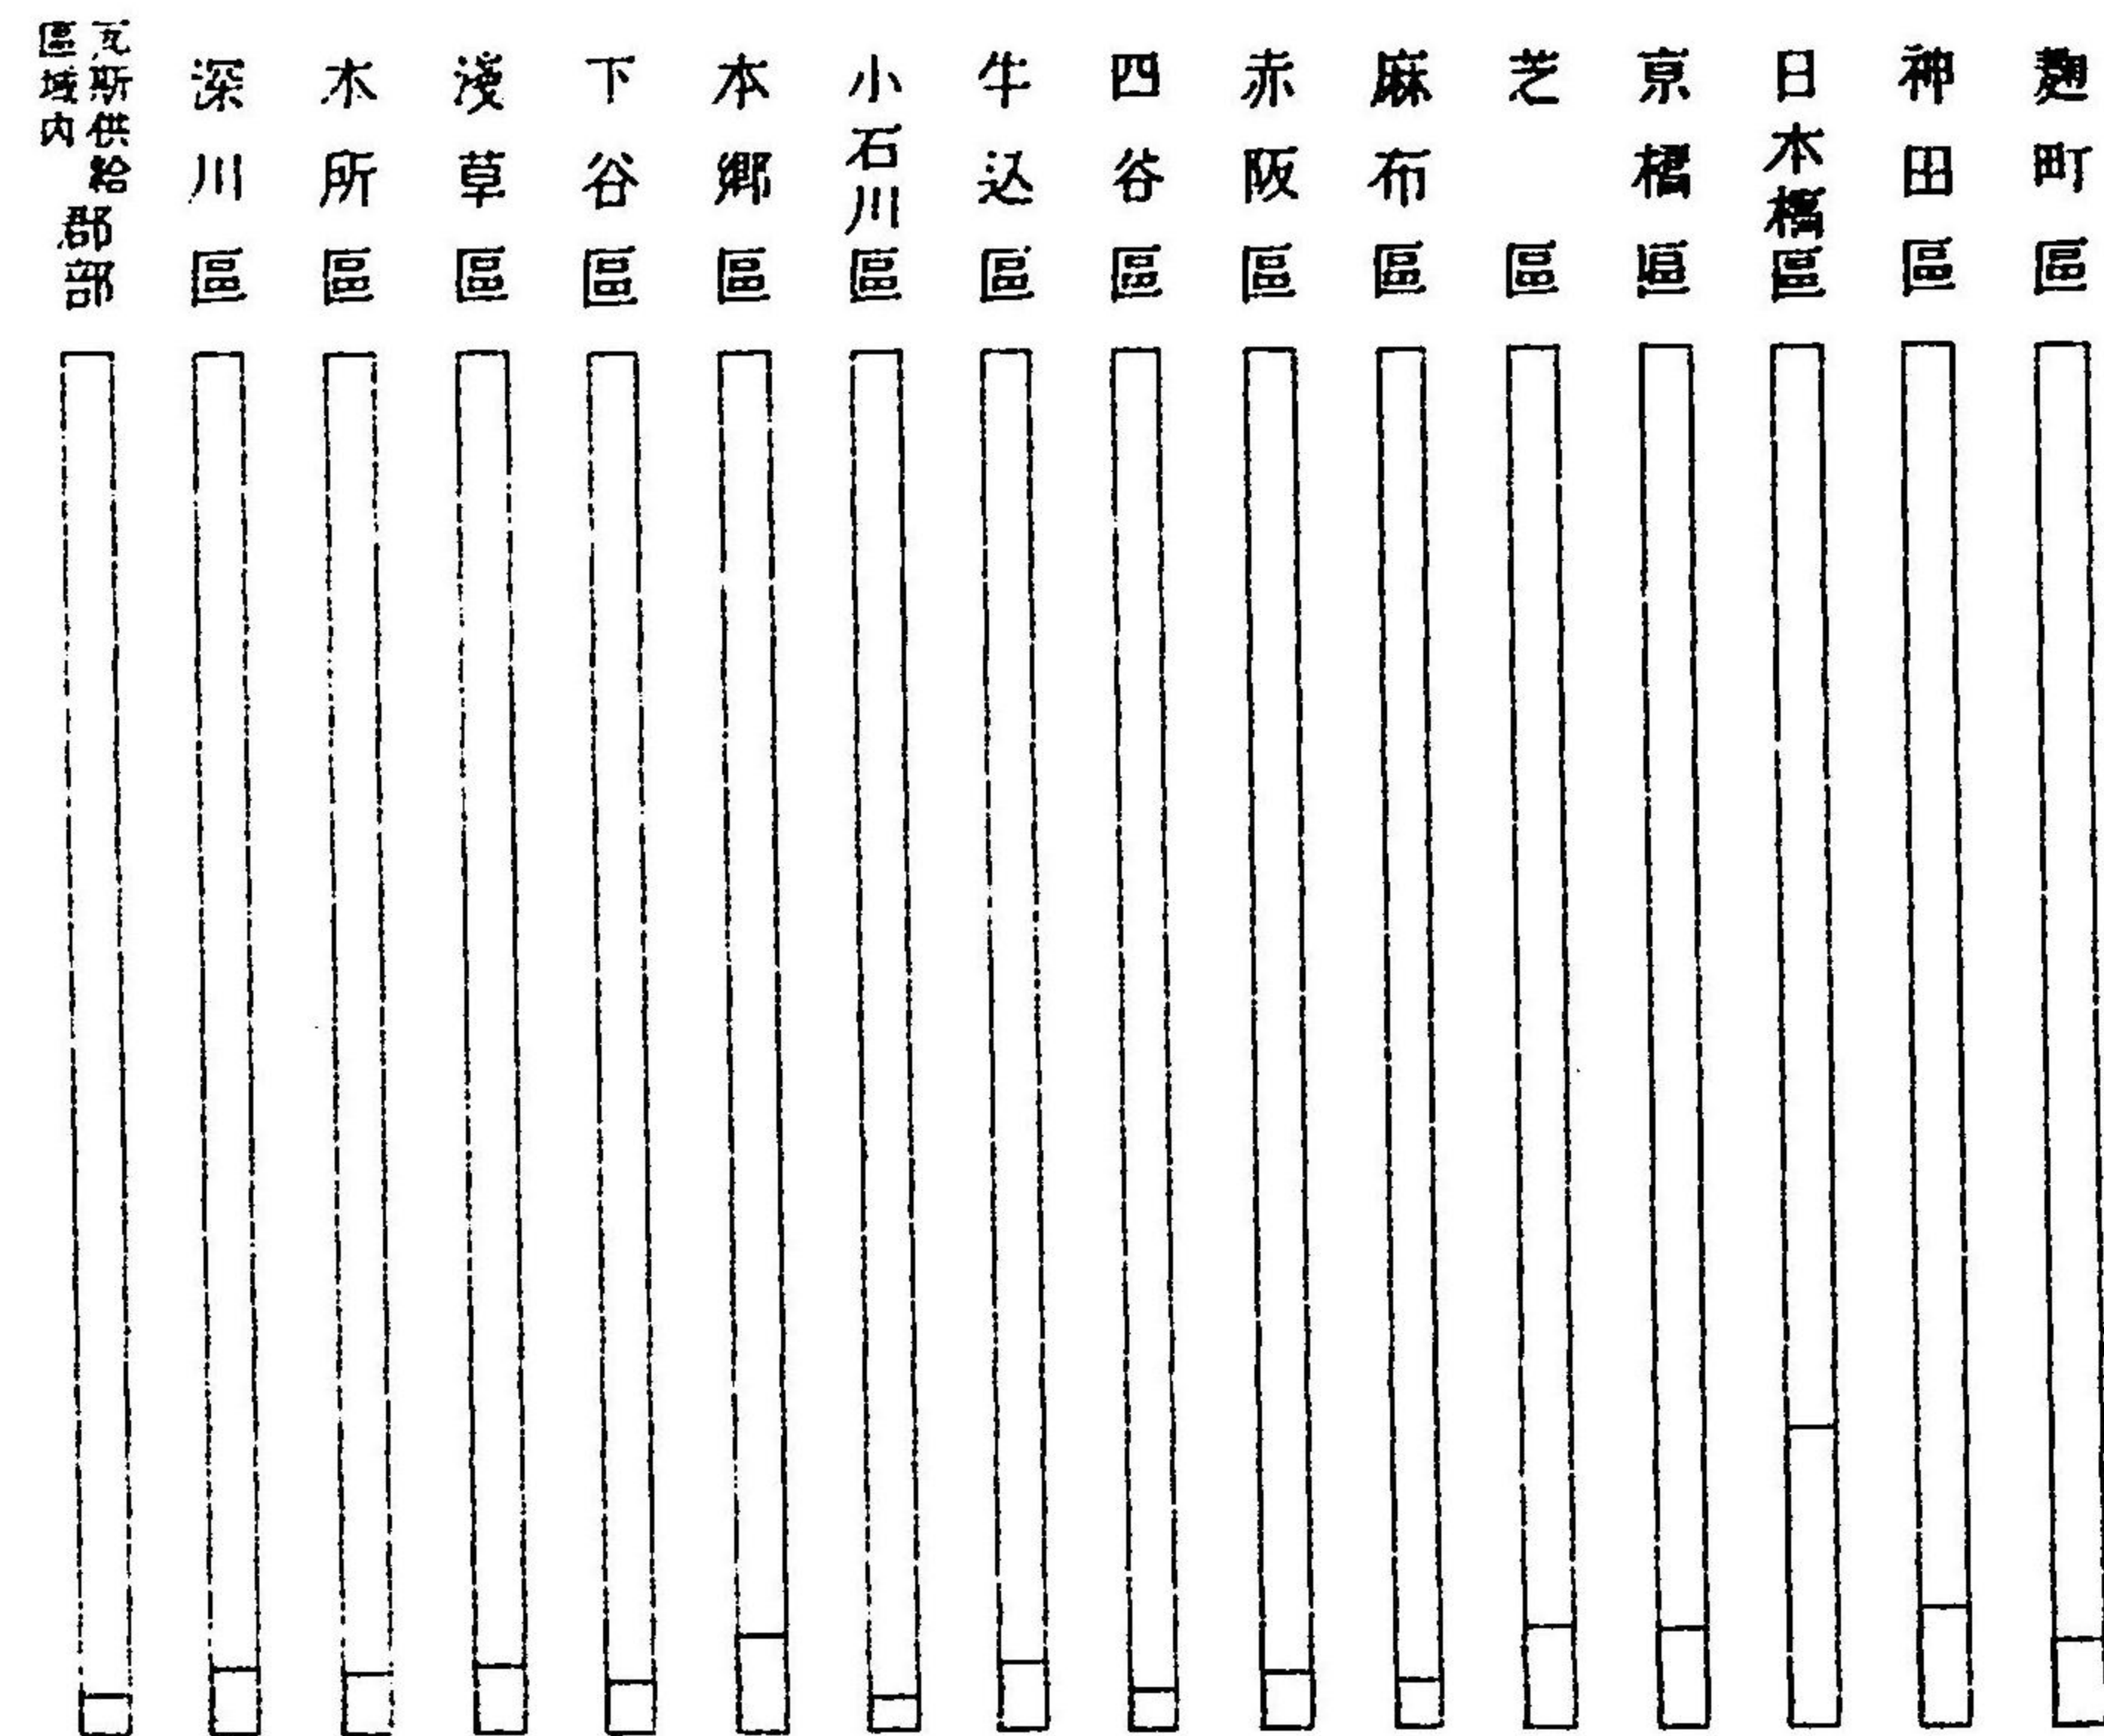 麴町區
神田區
日本橋區
京橋區
芝區
麻布區
赤阪區
四谷區
牛込區
小石川區
本鄉區
下谷區
淺草區
本所區
深川區
瓦斯供給
區域內
郡部